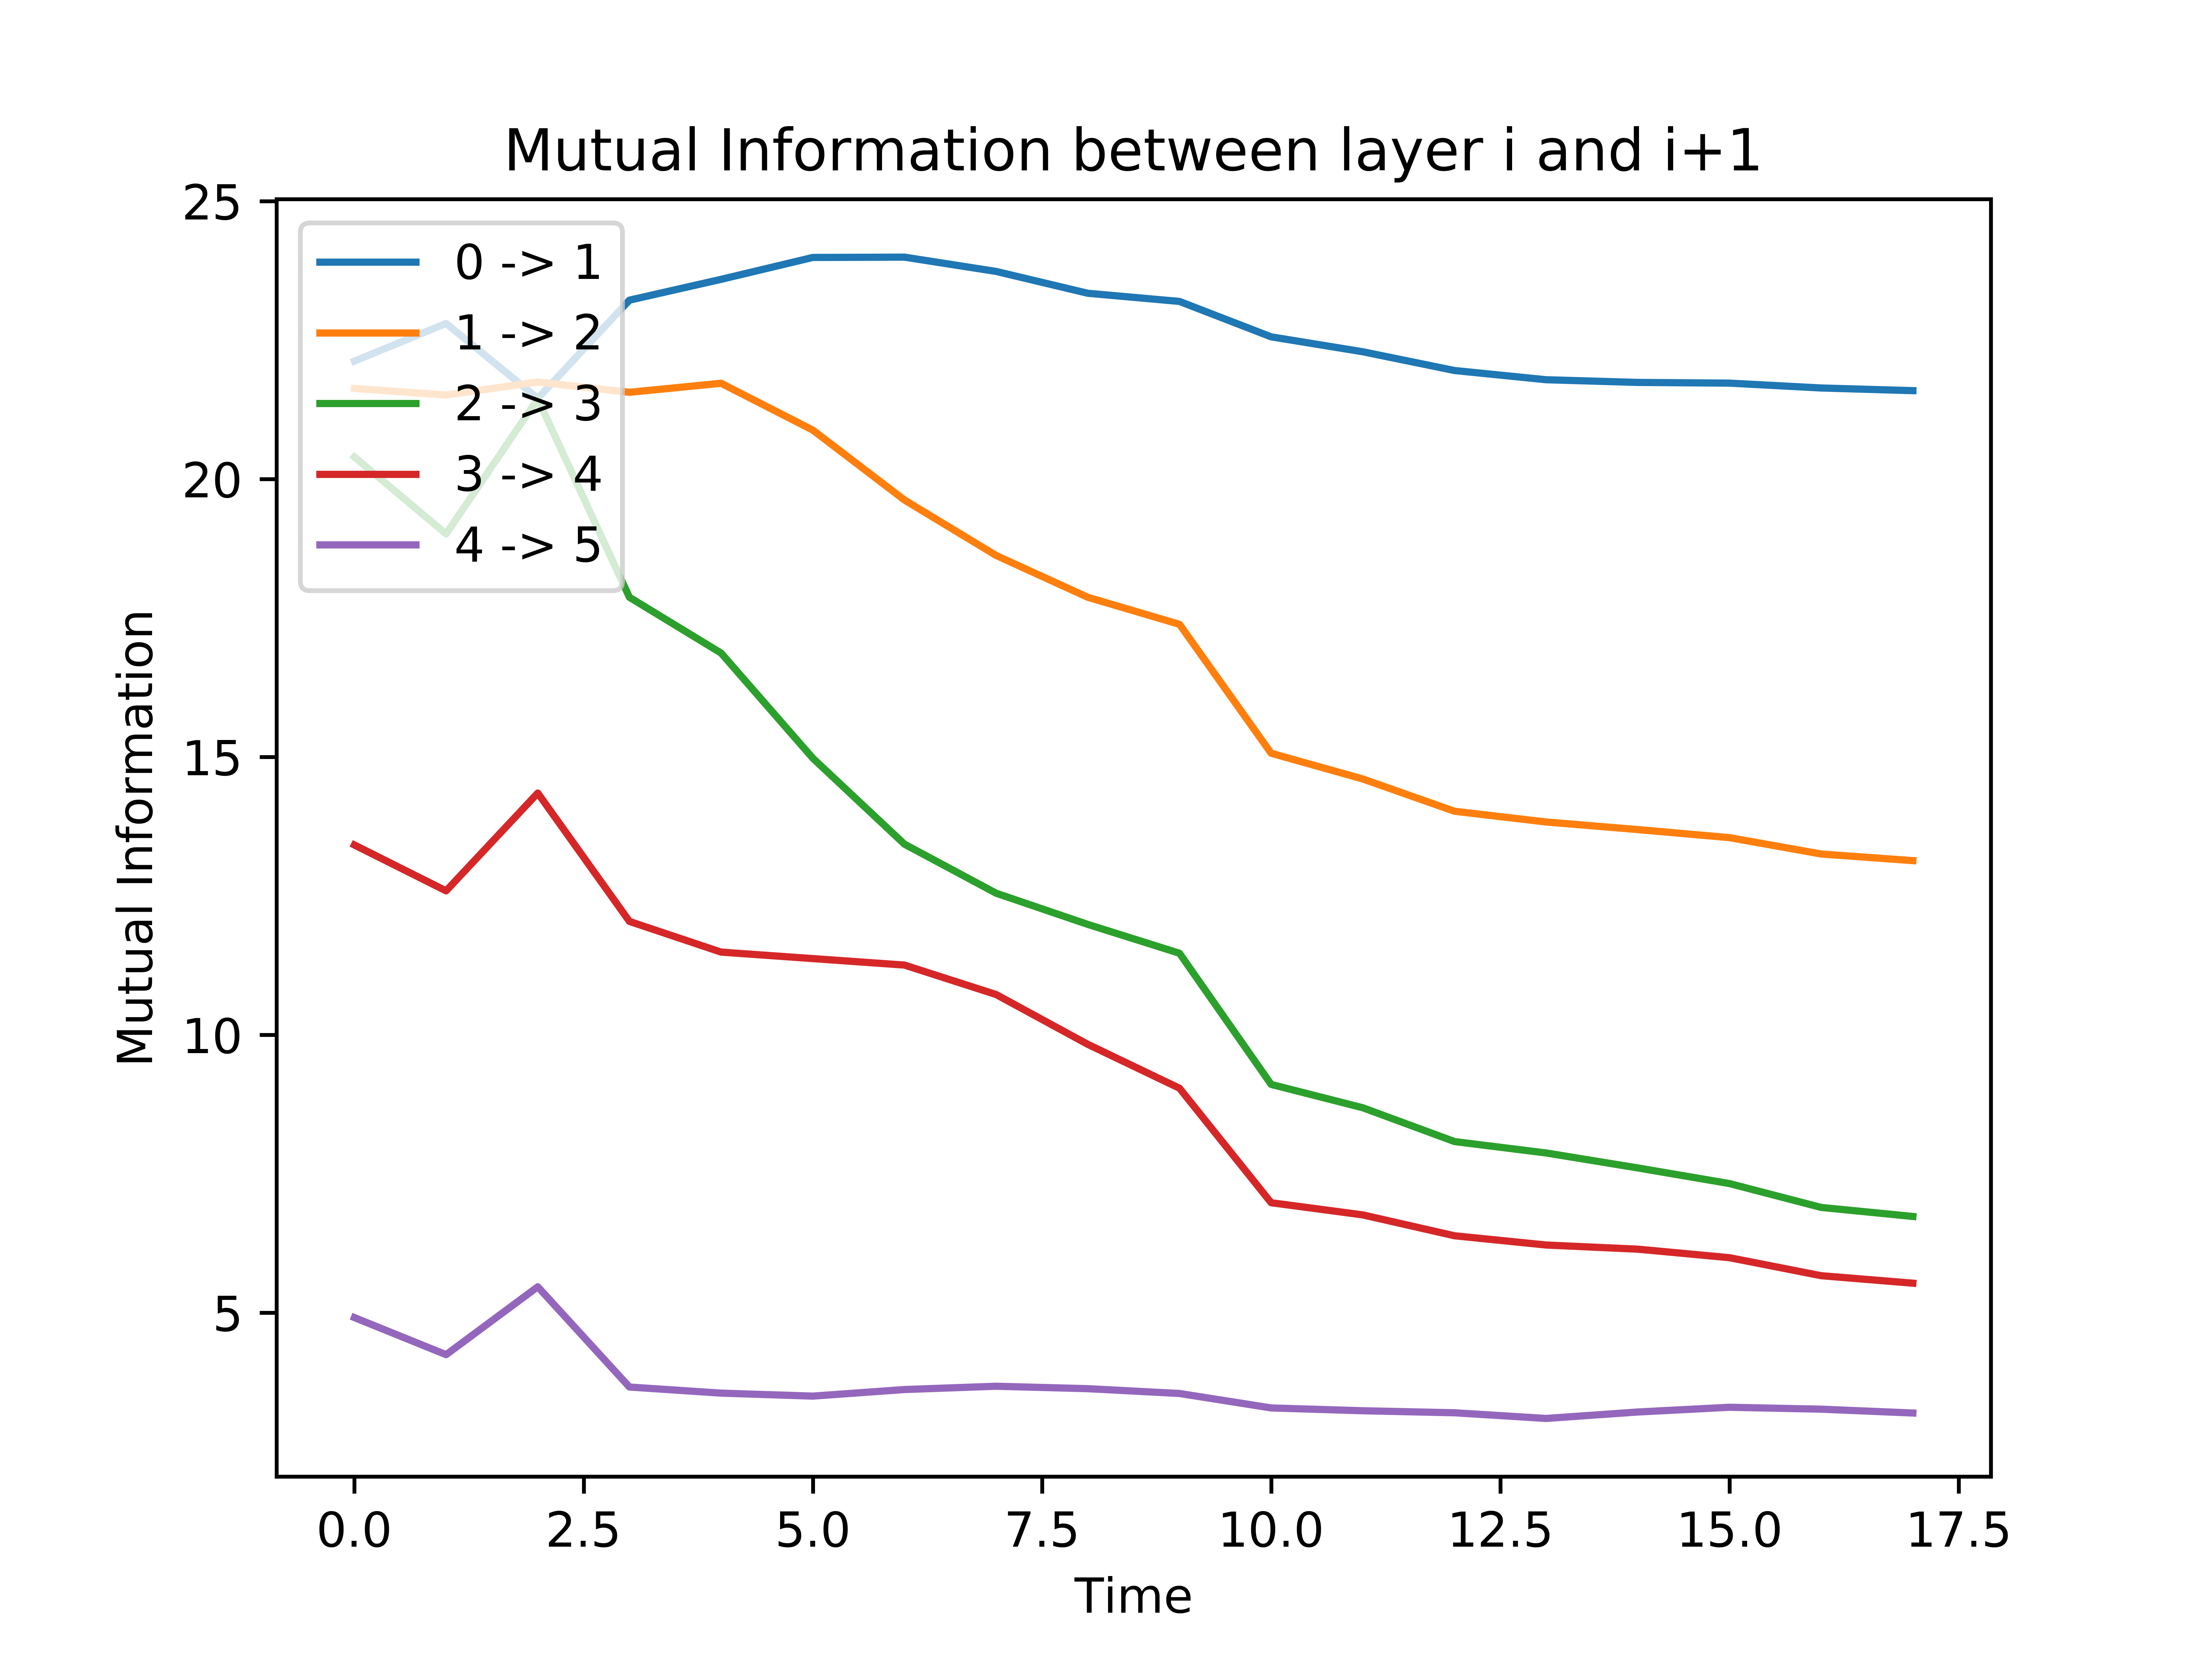 Mutual Information between layer i and i+1
25
20
15
10
5
Mutual Information
0 -> 1
1 -> 2
2 -> 3
3 -> 4
4 -> 5
0.0 2.5 5.0 7.5 10.0 12.5 15.0 17.5
Time